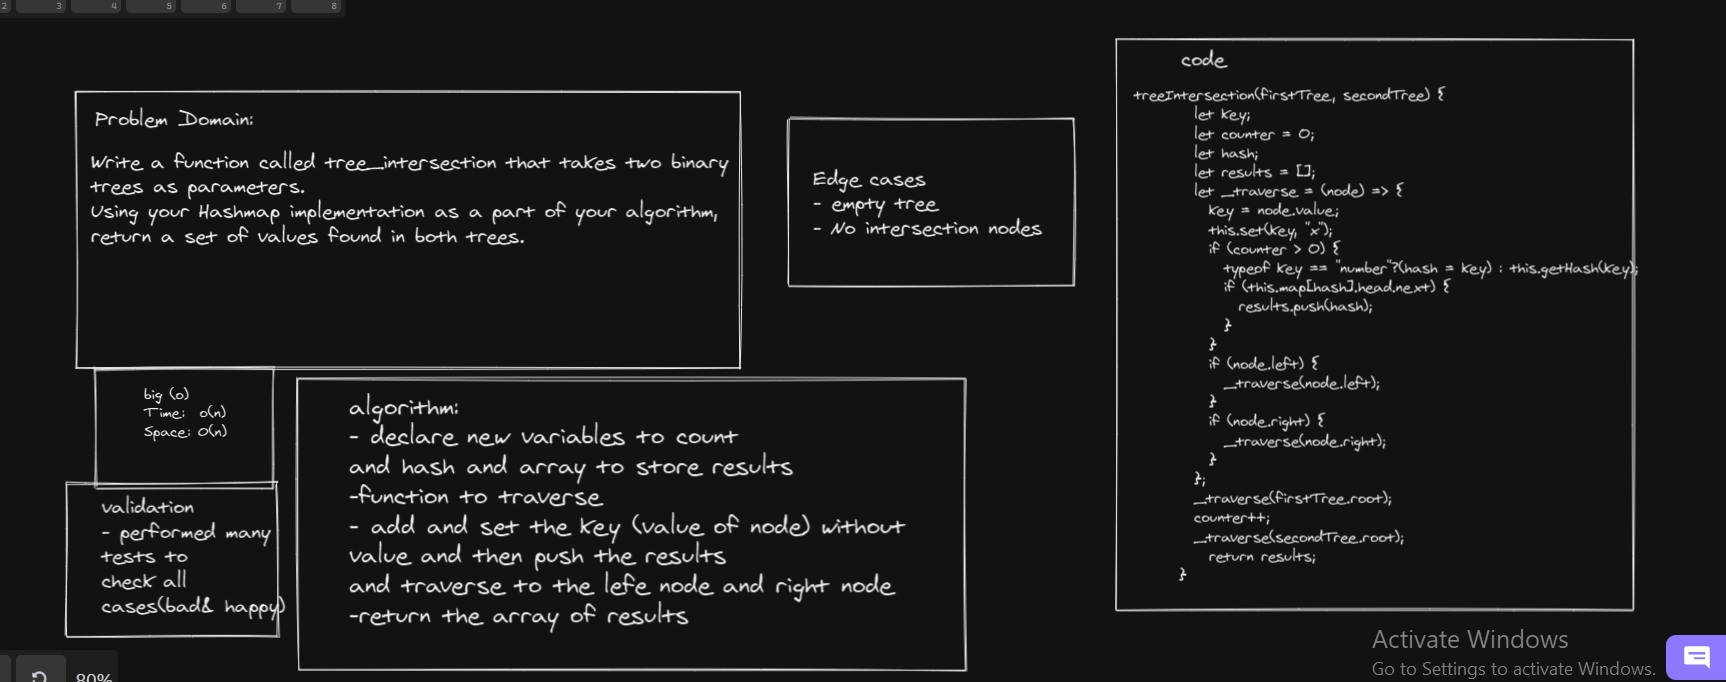 2 3 4 5 6 7 8
Problem Domain:
Write a function called tree_intersection that takes two binary
trees as parameters.
Using your Hashmap implementation as a part of your algorithm,
return a set of values found in both trees.
Edge cases
- empty tree
- No intersection nodes
big (o)
Time: o(n)
Space: O(n)
validation
- performed many
tests to
check all
cases(bad& happy)
algorithm:
- declare new variables to count
and hash and array to store results
-function to traverse
- add and set the key (value of node) without
value and then push the results
and traverse to the lefe node and right node
-return the array of results
code
treeIntersection(firstTree, secondTree) {
let key;
let counter = 0;
let hash;
let results = [];
let _traverse = (node) => {
key = node.value;
this.set(key, "x");
if (counter > 0) {
typeof key == "number"?(hash = key) : this.getHash(key);
if (this.map[hash].head.next) {
results.push(hash);
}
}
if (node.left) {
_traverse(node.left);
}
if (node.right) {
_traverse(node.right);
}
};
_traverse(firstTree.root);
counter++;
_traverse(secondTree.root);
return results;
}
Activate Windows
Go to Settings to activate Windows.
80%